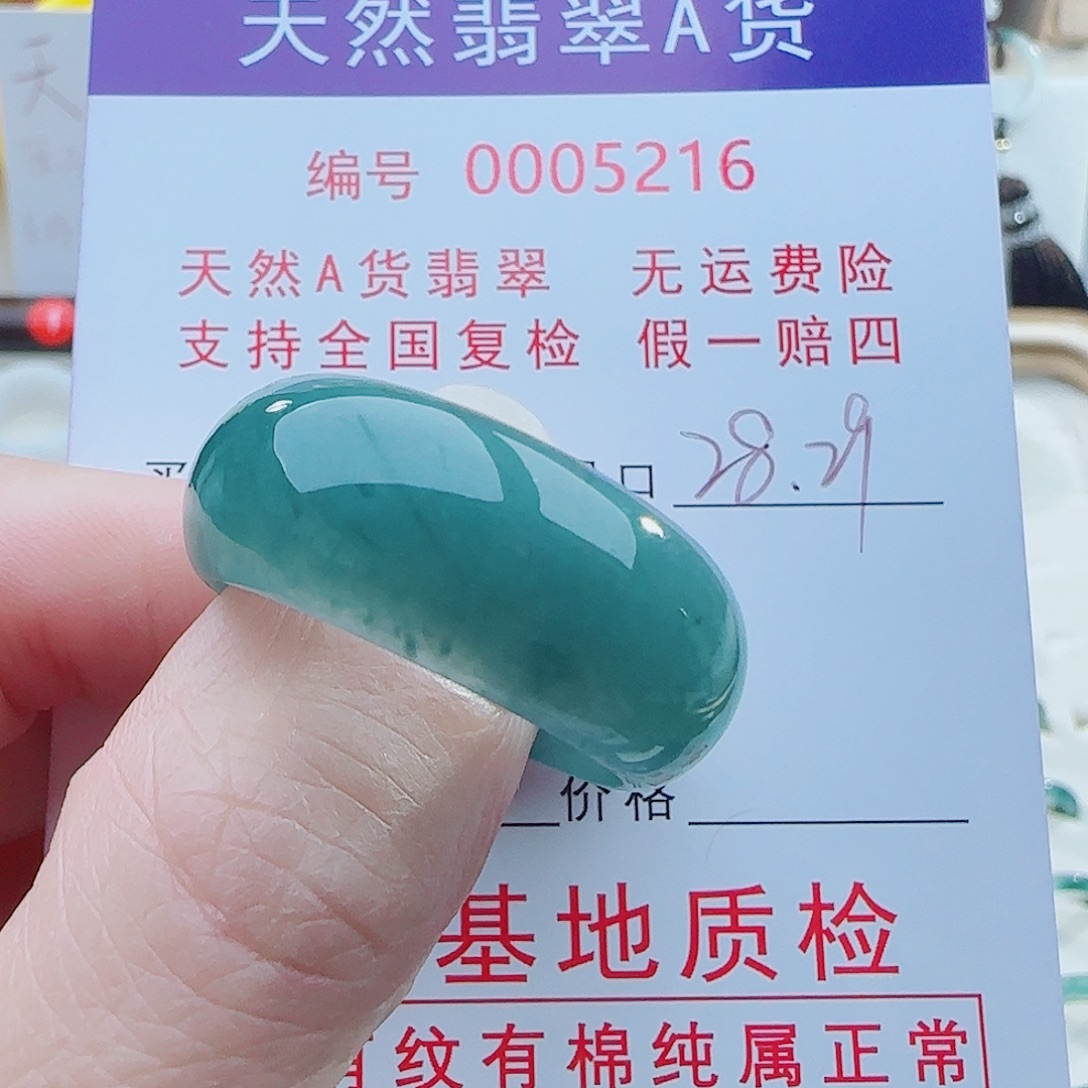 天然翡翠A货
编号 0005216
天然A货翡翠 无运费险
支持全国复检 假一赔四
口 28.29
价格
基地质检
纹有棉纯属正常